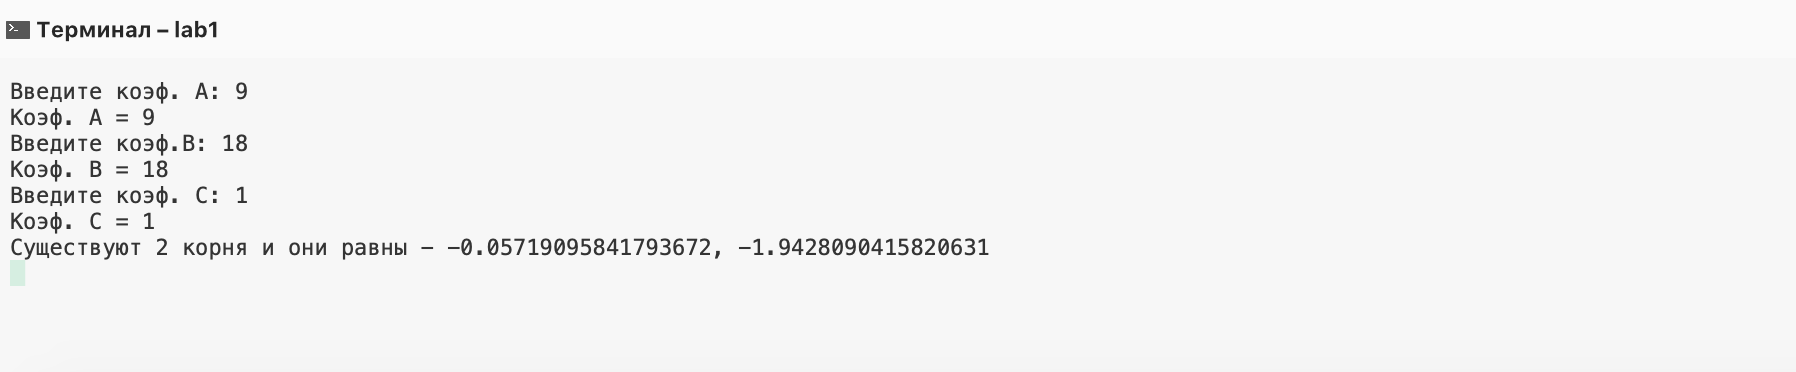 Терминал – lab1
Введите коэф. A: 9
Коэф. A = 9
Введите коэф.B: 18
Коэф. B = 18
Введите коэф. C: 1
Коэф. C = 1
Существуют 2 корня и они равны - -0.05719095841793672, -1.9428090415820631